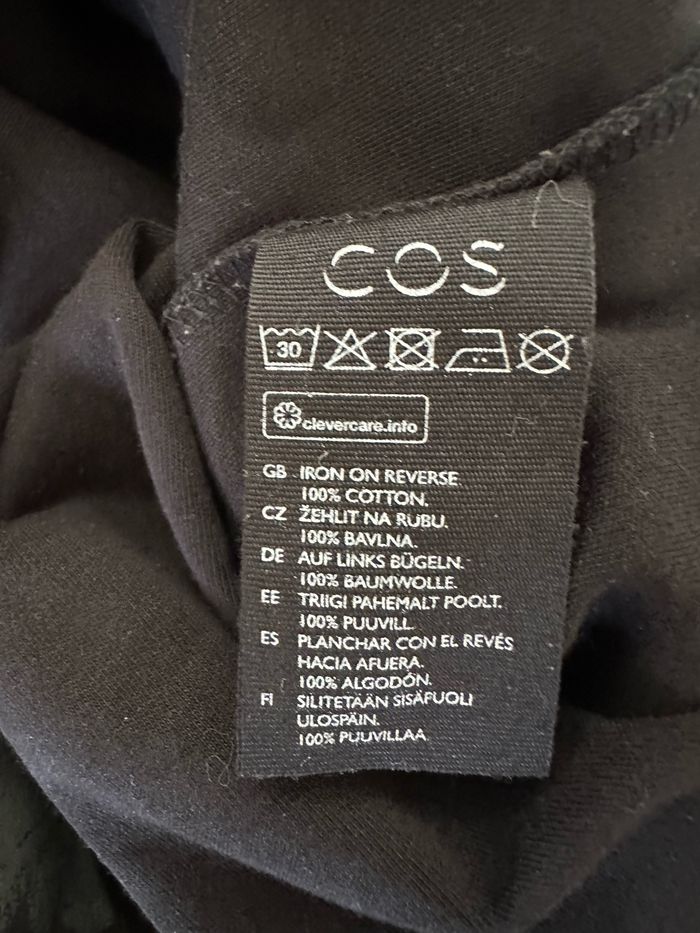 COS
30
clevercare.info
GB IRON ON REVERSE
100% COTTON.
CZ ŽEHLIT NA RUBU.
100% BAVLNA.
DE AUF LINKS BÜGELN.
100% BAUMWOLLE.
EE TRIIGI PAHEMALT POOLT.
100% PUUVILL.
ES PLANCHAR CON EL REVÉS
HACIA AFUERA.
100% ALGODÓN.
FI SILITETÄÄN SISÄPUOLI
ULOSPÄIN.
100% PUUVILLAA.